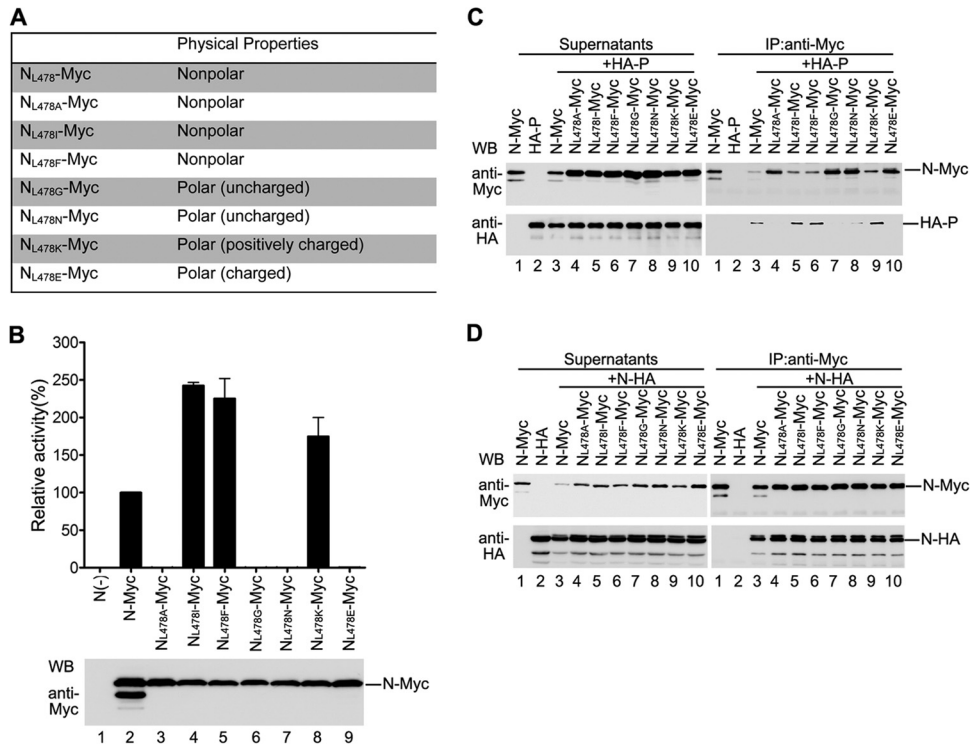 A
Physical Properties
NL478-Myc Nonpolar
NL478A-Myc Nonpolar
NL478I-Myc Nonpolar
NL478F-Myc Nonpolar
NL478G-Myc Polar (uncharged)
NL478N-Myc Polar (uncharged)
NL478K-Myc Polar (positively charged)
NL478E-Myc Polar (charged)
B
Relative activity(%)
300
250
200
150
100
50
0
N(-)
N-Myc
NL478A-Myc
NL478I-Myc
NL478F-Myc
NL478G-Myc
NL478N-Myc
NL478K-Myc
NL478E-Myc
WB
anti-
Myc
N-Myc
1 2 3 4 5 6 7 8 9
C
Supernatants IP:anti-Myc
+HA-P +HA-P
N-Myc
HA-P
N-Myc
NL478A-Myc
NL478I-Myc
NL478F-Myc
NL478G-Myc
NL478N-Myc
NL478K-Myc
NL478E-Myc
N-Myc
HA-P
N-Myc
NL478A-Myc
NL478I-Myc
NL478F-Myc
NL478G-Myc
NL478N-Myc
NL478K-Myc
NL478E-Myc
WB
anti-
Myc
N-Myc
anti-
HA
HA-P
1 2 3 4 5 6 7 8 9 10 1 2 3 4 5 6 7 8 9 10
D
Supernatants IP:anti-Myc
+N-HA +N-HA
N-Myc
N-HA
N-Myc
NL478A-Myc
NL478I-Myc
NL478F-Myc
NL478G-Myc
NL478N-Myc
NL478K-Myc
NL478E-Myc
N-Myc
N-HA
N-Myc
NL478A-Myc
NL478I-Myc
NL478F-Myc
NL478G-Myc
NL478N-Myc
NL478K-Myc
NL478E-Myc
WB
anti-
Myc
N-Myc
anti-
HA
N-HA
1 2 3 4 5 6 7 8 9 10 1 2 3 4 5 6 7 8 9 10